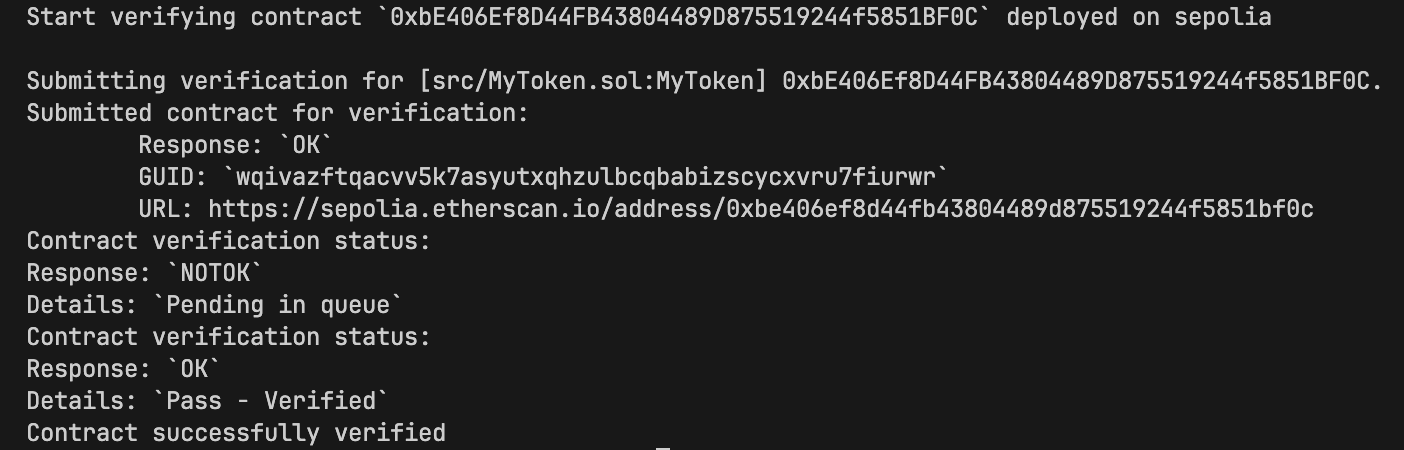 Start verifying contract `0xbE406Ef8D44FB43804489D875519244f5851BF0C` deployed on sepolia
Submitting verification for [src/MyToken.sol:MyToken] 0xbE406Ef8D44FB43804489D875519244f5851BF0C.
Submitted contract for verification:
Response: `OK`
GUID: `wqivazftqacvv5k7asyutxqhzulbcqbabizscycxvru7fiurwr`
URL: https://sepolia.etherscan.io/address/0xbe406ef8d44fb43804489d875519244f5851bf0c
Contract verification status:
Response: `NOTOK`
Details: `Pending in queue`
Contract verification status:
Response: `OK`
Details: `Pass - Verified`
Contract successfully verified